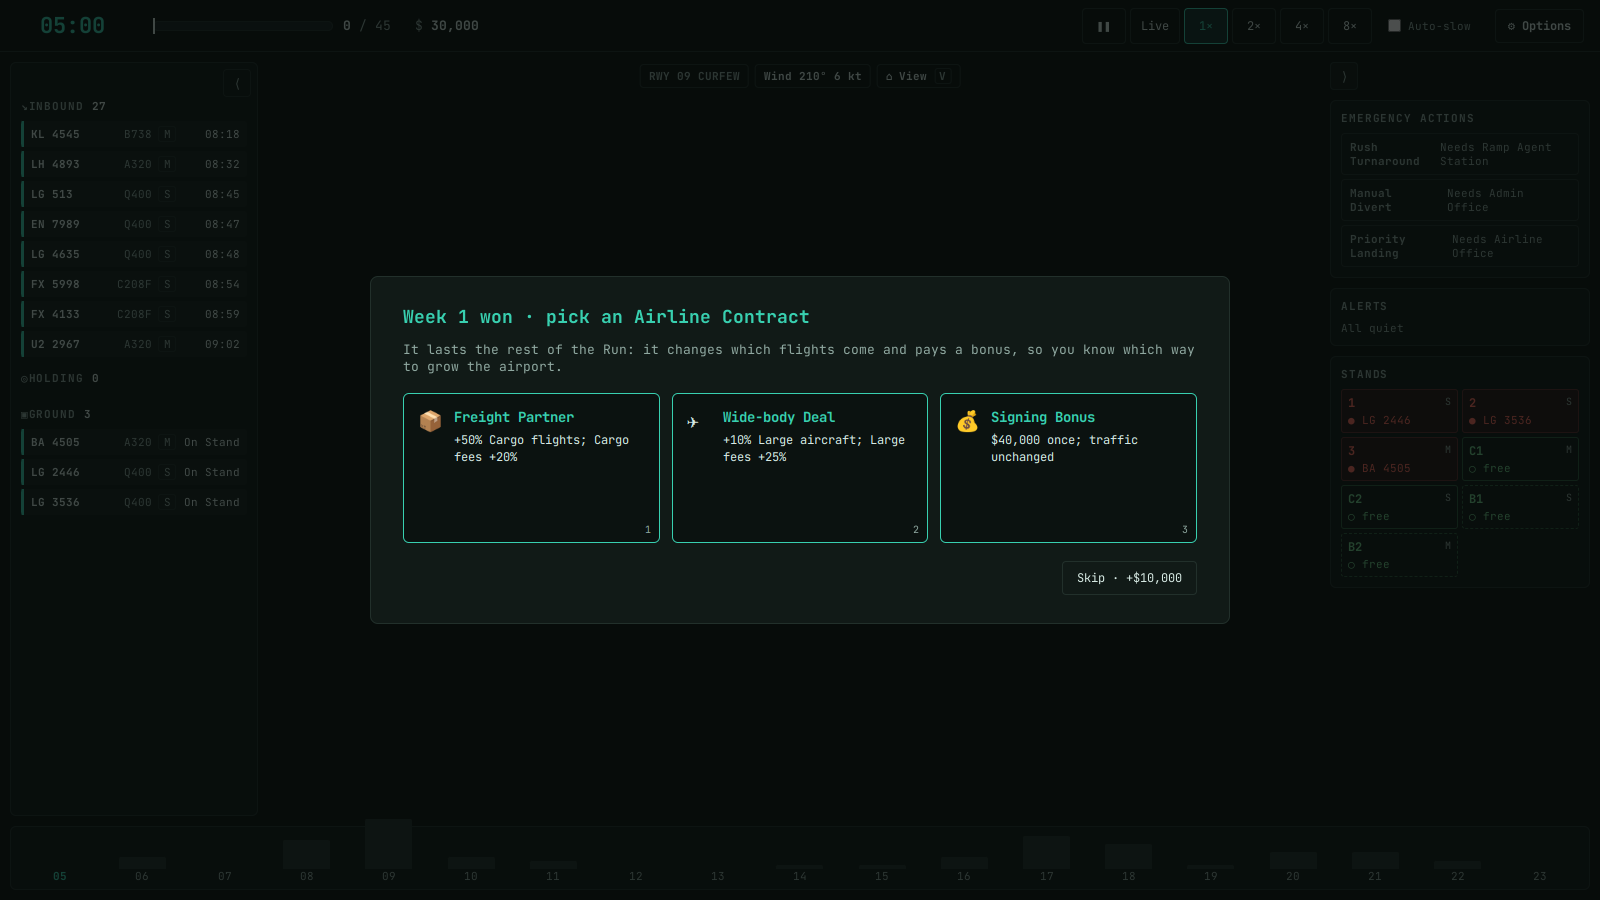 05:00
0 / 45
$ 30,000
Live
1×
2×
4×
8×
Auto-slow
⚙ Options
⟨
↘INBOUND 27
KL 4545 B738 M 08:18
LH 4893 A320 M 08:32
LG 513 Q400 S 08:45
EN 7989 Q400 S 08:47
LG 4635 Q400 S 08:48
FX 5998 C208F S 08:54
FX 4133 C208F S 08:59
U2 2967 A320 M 09:02
◎HOLDING 0
▣GROUND 3
BA 4505 A320 M On Stand
LG 2446 Q400 S On Stand
LG 3536 Q400 S On Stand
RWY 09 CURFEW
Wind 210° 6 kt
⌂ View V
Week 1 won · pick an Airline Contract
It lasts the rest of the Run: it changes which flights come and pays a bonus, so you know which way
to grow the airport.
Freight Partner
+50% Cargo flights; Cargo
fees +20%
1
Wide-body Deal
+10% Large aircraft; Large
fees +25%
2
Signing Bonus
$40,000 once; traffic
unchanged
3
Skip · +$10,000
⟩
EMERGENCY ACTIONS
Rush Turnaround
Needs Ramp Agent Station
Manual Divert
Needs Admin Office
Priority Landing
Needs Airline Office
ALERTS
All quiet
STANDS
1 S
● LG 2446
2 S
● LG 3536
3 M
● BA 4505
C1 M
○ free
C2 S
○ free
B1 S
○ free
B2 M
○ free
05 06 07 08 09 10 11 12 13 14 15 16 17 18 19 20 21 22 23